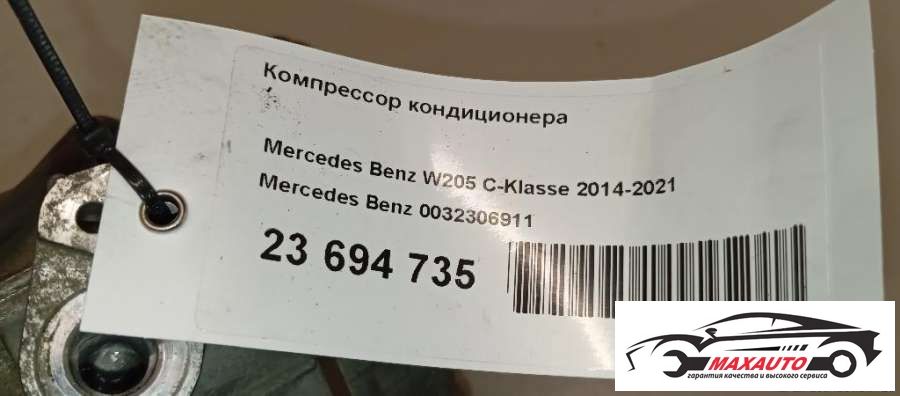 Компрессор кондиционера
Mercedes Benz W205 C-Klasse 2014-2021
Mercedes Benz 0032306911
23 694 735
MAXAUTO
гарантия качества и высокого сервиса